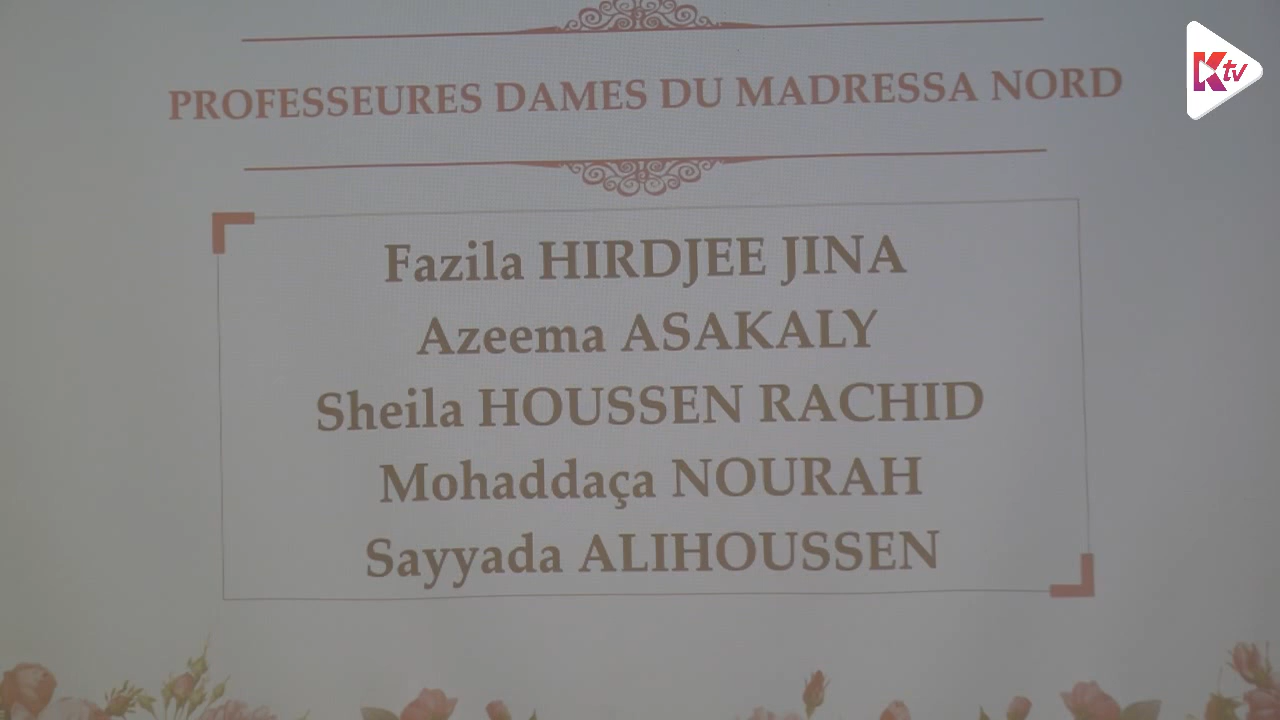 PROFESSEURES DAMES DU MADRESSA NORD
Fazila HIRDJEE JINA
Azeema ASAKALY
Sheila HOUSSEN RACHID
Mohaddaça NOURAH
Sayyada ALIHOUSSEN
Ktv